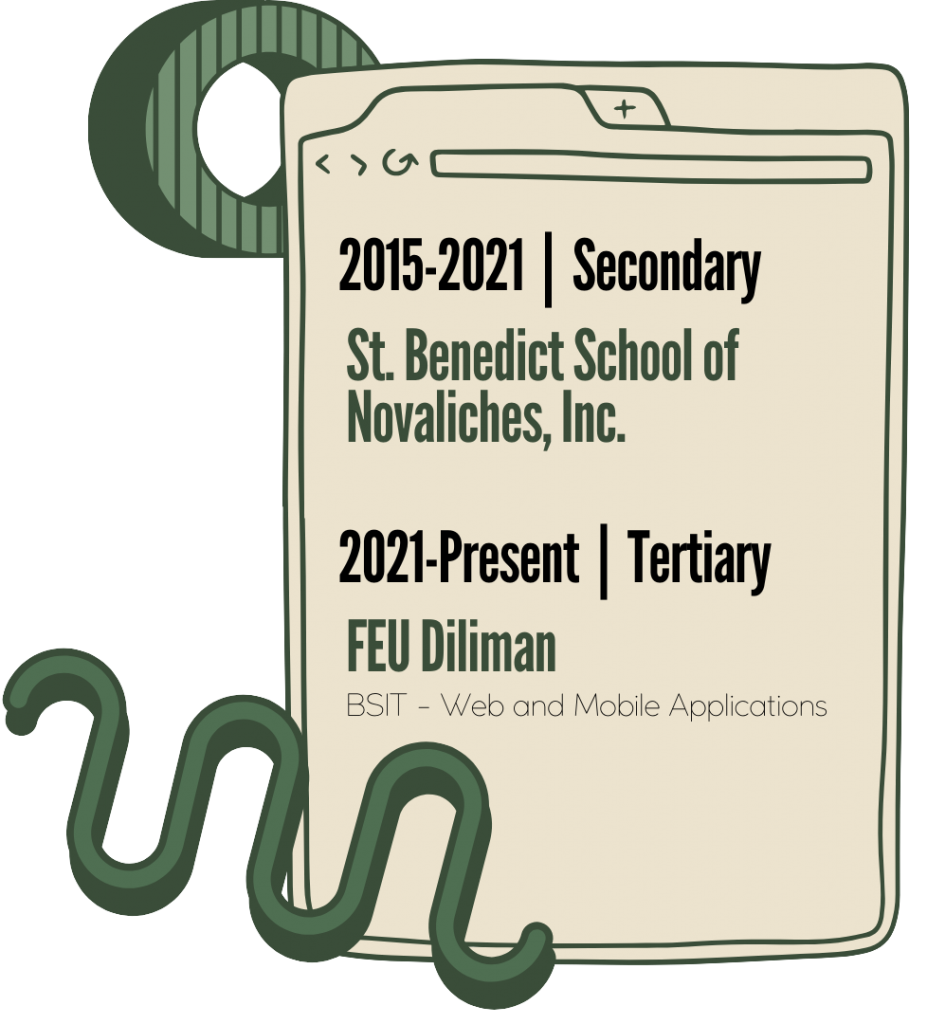 2015-2021 | Secondary
St. Benedict School of
Novaliches, Inc.
2021-Present | Tertiary
FEU Diliman
BSIT - Web and Mobile Applications